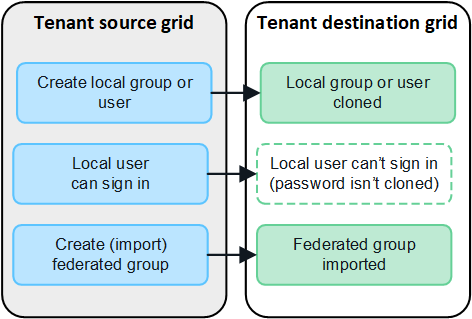 Tenant source grid
Tenant destination grid
Create local group or
user
Local group or user
cloned
Local user
can sign in
Local user can’t sign in
(password isn’t cloned)
Create (import)
federated group
Federated group
imported